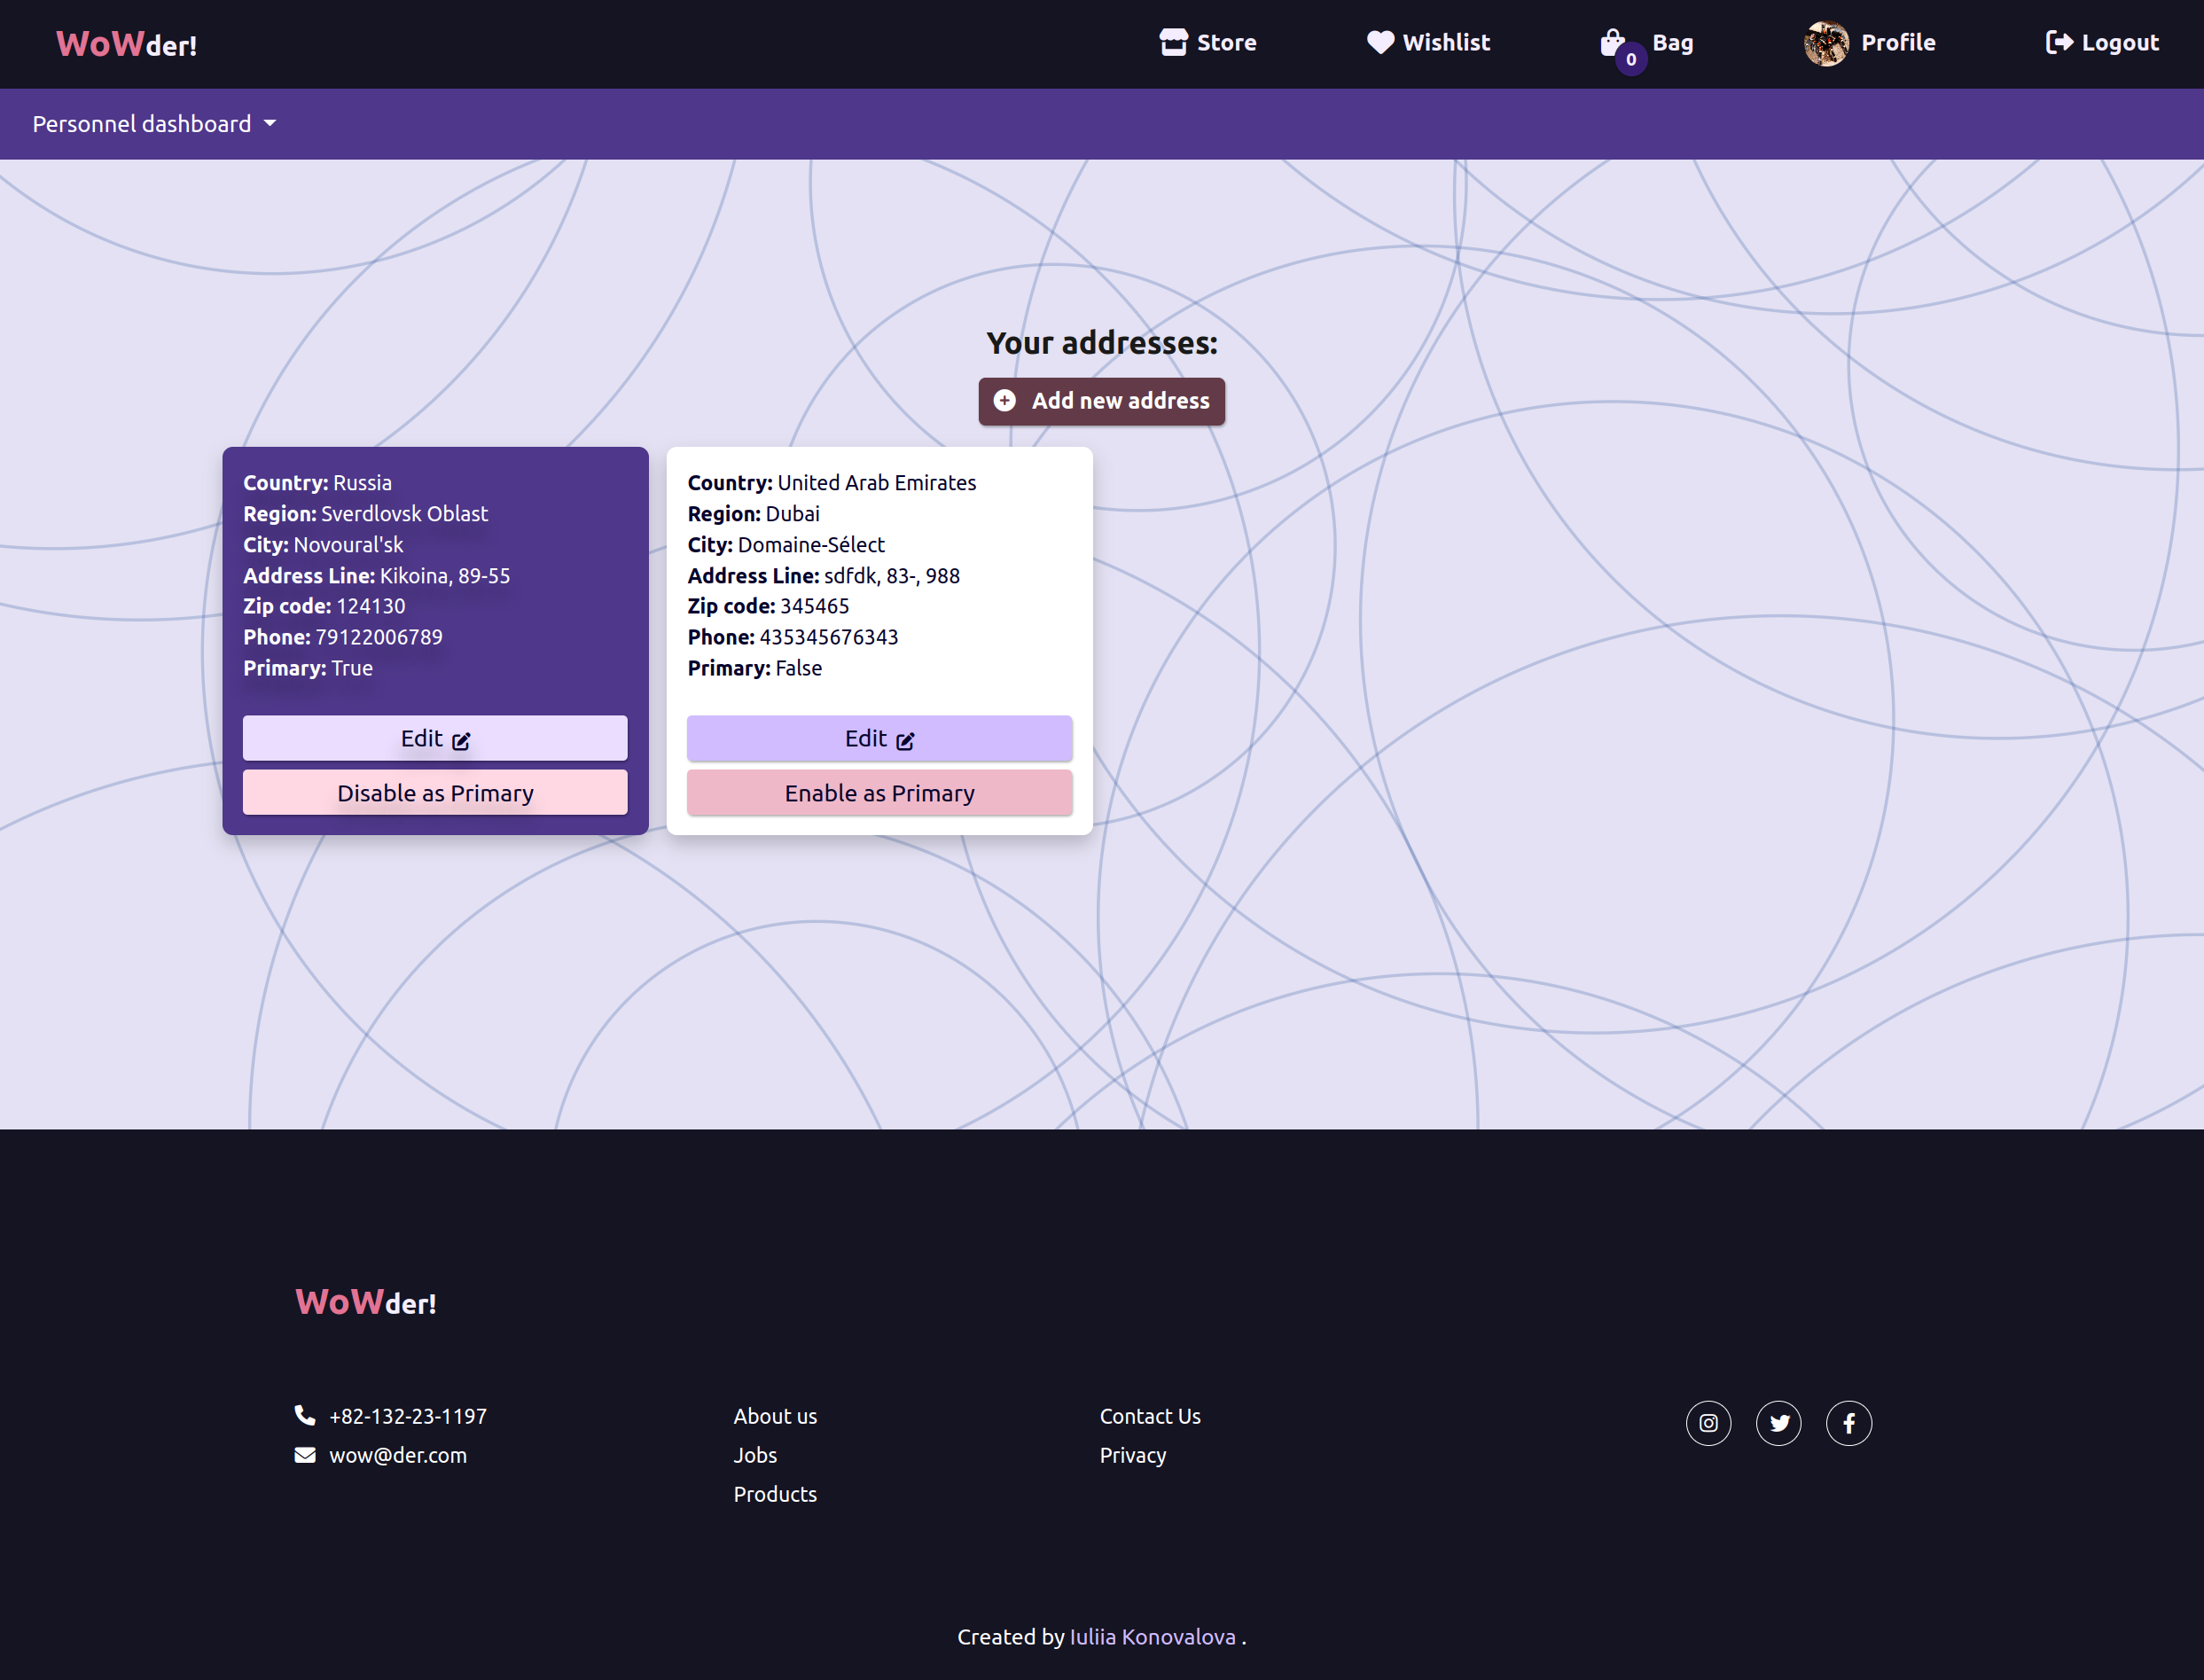 WoWder!
Store
Wishlist
0
Bag
Profile
Logout
Personnel dashboard
Your addresses:
Add new address
Country: Russia
Region: Sverdlovsk Oblast
City: Novoural'sk
Address Line: Kikoina, 89-55
Zip code: 124130
Phone: 79122006789
Primary: True
Edit
Disable as Primary
Country: United Arab Emirates
Region: Dubai
City: Domaine-Sélect
Address Line: sdfdk, 83-, 988
Zip code: 345465
Phone: 435345676343
Primary: False
Edit
Enable as Primary
WoWder!
+82-132-23-1197
wow@der.com
About us
Jobs
Products
Contact Us
Privacy
Created by Iuliia Konovalova .